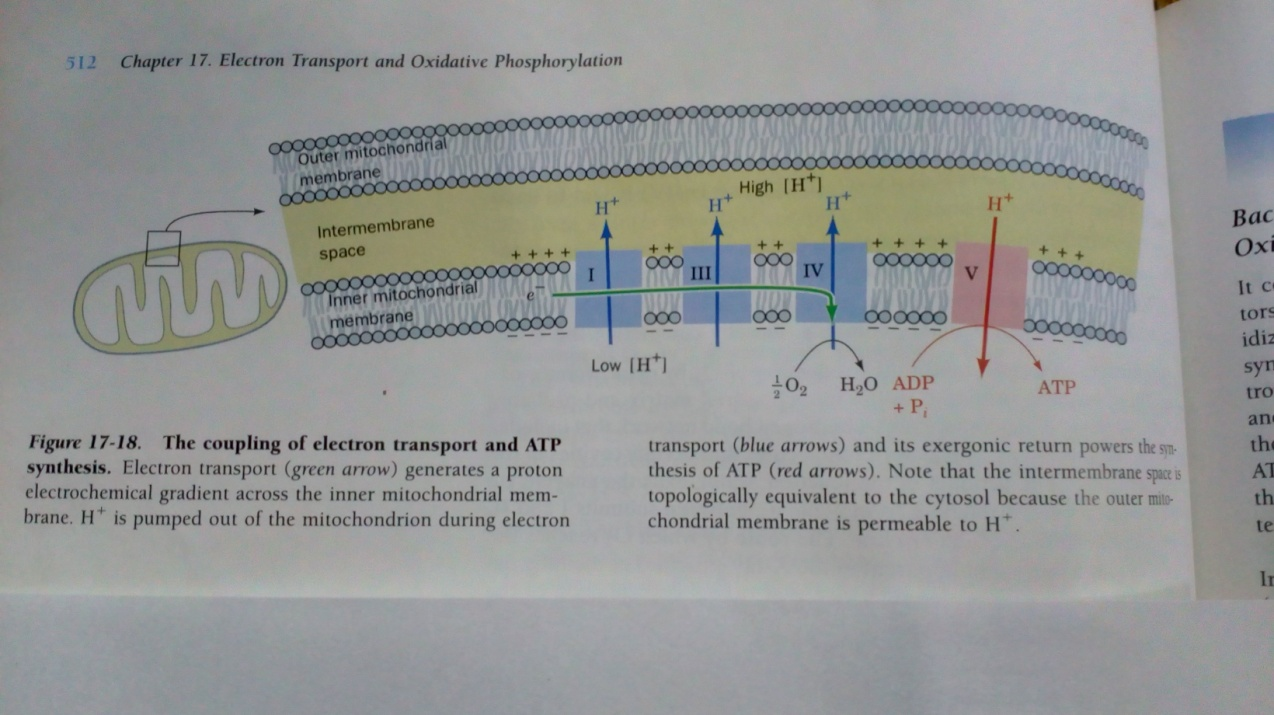 512 Chapter 17. Electron Transport and Oxidative Phosphorylation
Outer mitochondrial
membrane
High [H⁺]
H⁺ H⁺ H⁺ H⁺
Intermembrane
space
+ + + + + + + + + + + + + + +
I III IV V
Inner mitochondrial
membrane
e⁻
− − − − − − − − − − − − − − −
Low [H⁺]
½O₂ H₂O ADP
+ Pᵢ
ATP
Figure 17-18. The coupling of electron transport and ATP
synthesis. Electron transport (green arrow) generates a proton
electrochemical gradient across the inner mitochondrial mem-
brane. H⁺ is pumped out of the mitochondrion during electron
transport (blue arrows) and its exergonic return powers the syn-
thesis of ATP (red arrows). Note that the intermembrane space is
topologically equivalent to the cytosol because the outer mito-
chondrial membrane is permeable to H⁺.
Bac
Oxi
It c
tors
idiz
syn
tro
an
the
AT
th
te
In